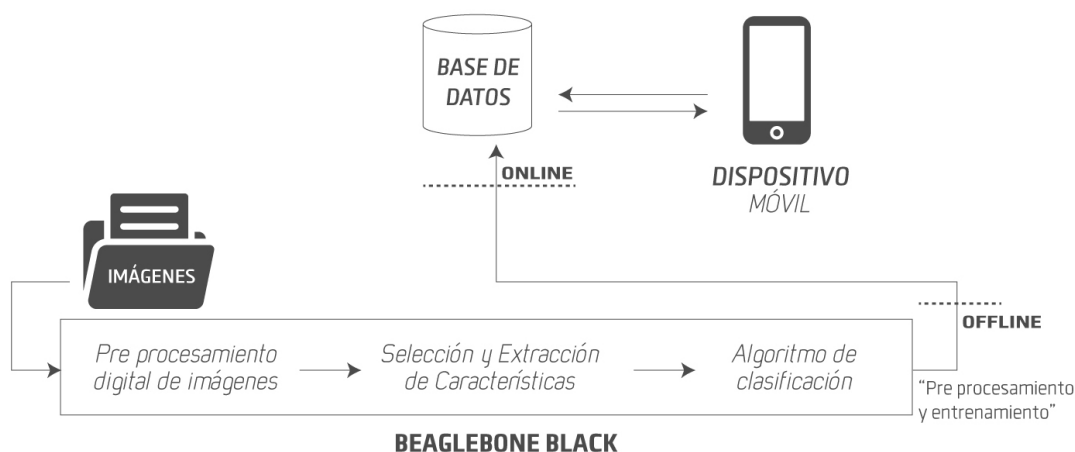 BASE DE
DATOS
ONLINE
DISPOSITIVO
MÓVIL
IMÁGENES
OFFLINE
Pre procesamiento
digital de imágenes
Selección y Extracción
de Características
Algoritmo de
clasificación
“Pre procesamiento
y entrenamiento”
BEAGLEBONE BLACK